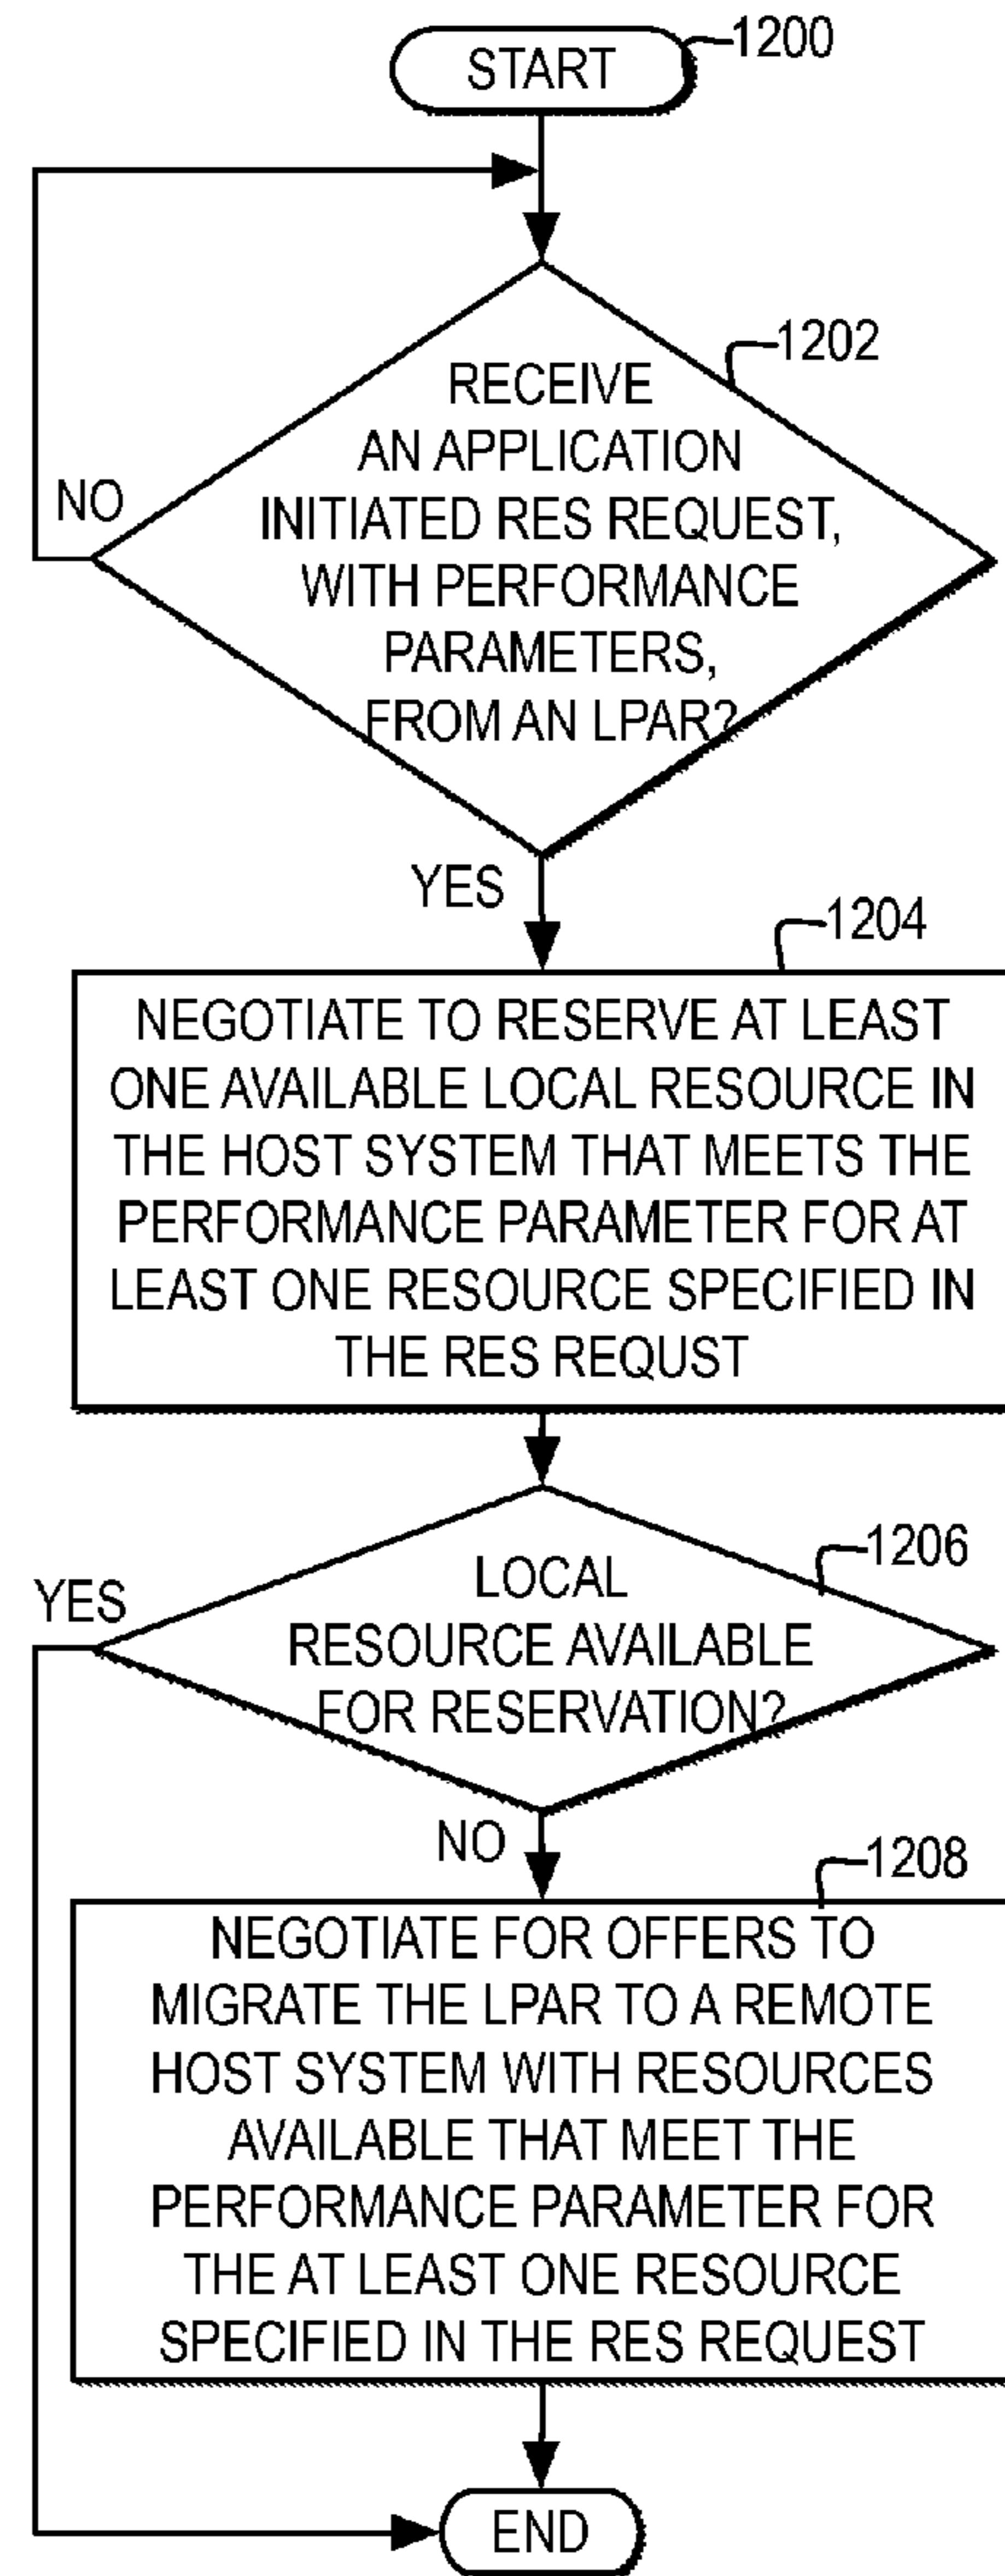 START
1200
1202
RECEIVE
AN APPLICATION
INITIATED RES REQUEST,
WITH PERFORMANCE
PARAMETERS,
FROM AN LPAR?
NO
YES
1204
NEGOTIATE TO RESERVE AT LEAST
ONE AVAILABLE LOCAL RESOURCE IN
THE HOST SYSTEM THAT MEETS THE
PERFORMANCE PARAMETER FOR AT
LEAST ONE RESOURCE SPECIFIED IN
THE RES REQUST
1206
LOCAL
RESOURCE AVAILABLE
FOR RESERVATION?
YES
NO
1208
NEGOTIATE FOR OFFERS TO
MIGRATE THE LPAR TO A REMOTE
HOST SYSTEM WITH RESOURCES
AVAILABLE THAT MEET THE
PERFORMANCE PARAMETER FOR
THE AT LEAST ONE RESOURCE
SPECIFIED IN THE RES REQUEST
END